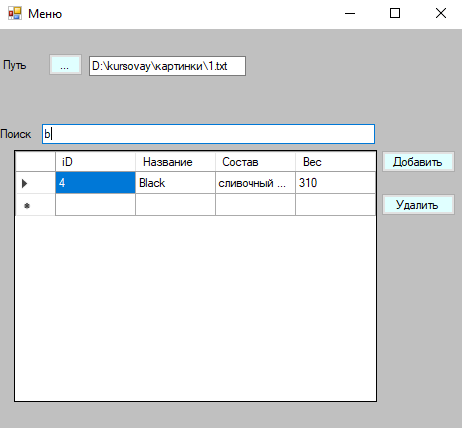 Меню
Путь ... D:\kursovay\картинки\1.txt
Поиск b
iD Название Состав Вес
4 Black сливочный ... 310
Добавить
Удалить